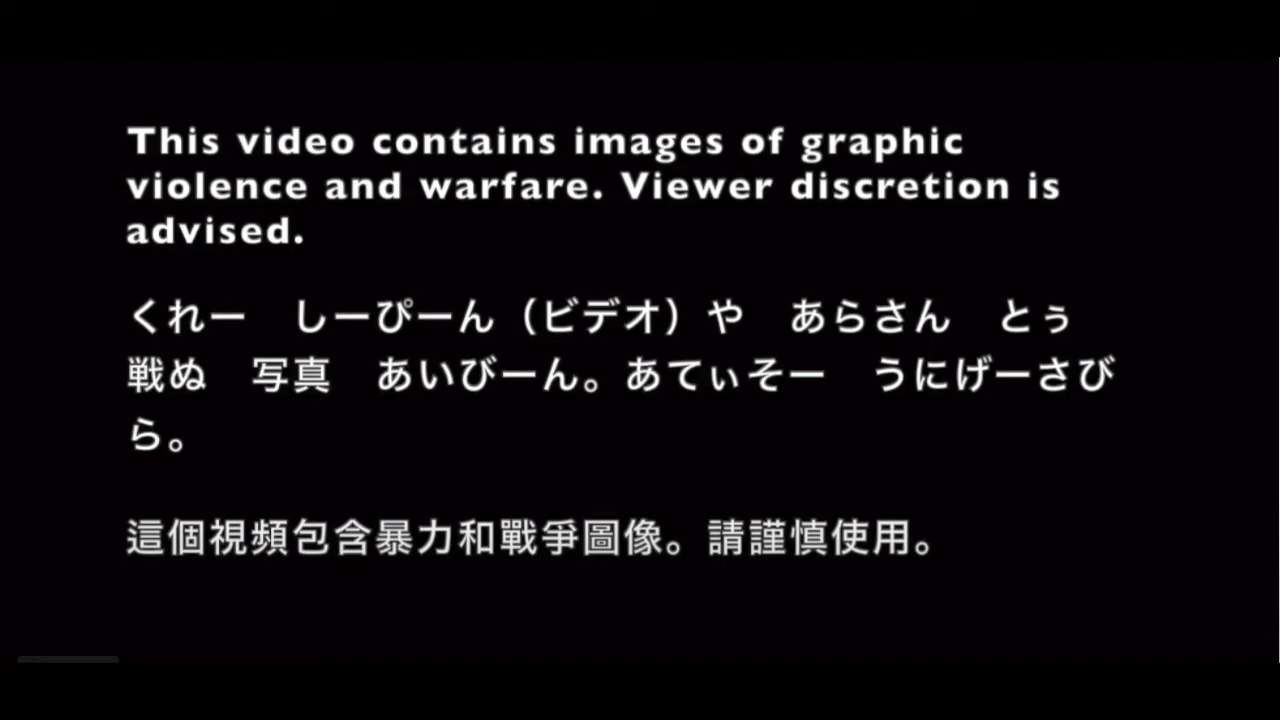 This video contains images of graphic
violence and warfare. Viewer discretion is
advised.
くれー　しーぴーん（ビデオ）や　あらさん　とぅ
戦ぬ　写真　あいびーん。あてぃそー　うにげーさび
ら。
這個視頻包含暴力和戰爭圖像。請謹慎使用。